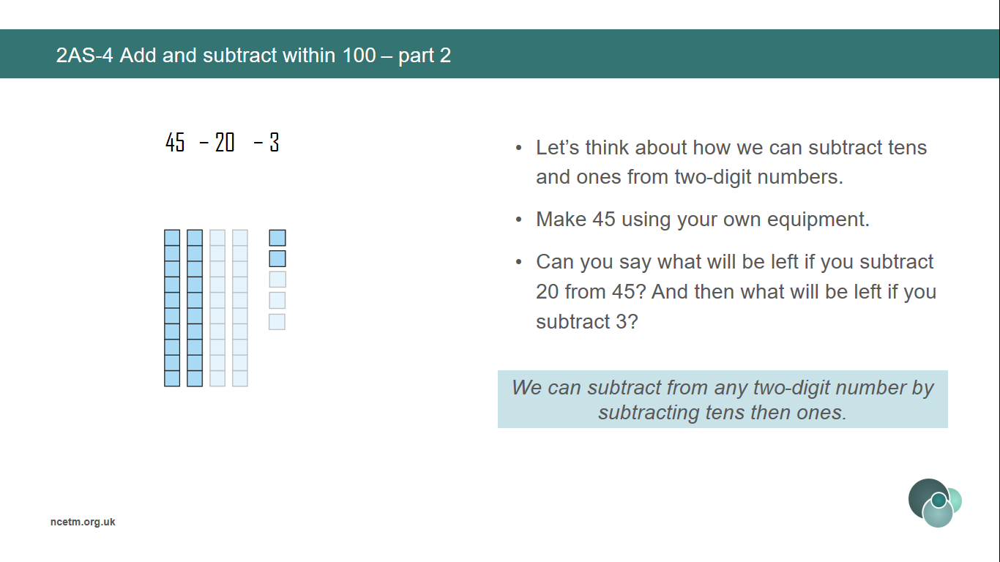 2AS-4 Add and subtract within 100 – part 2
45 – 20 – 3
• Let’s think about how we can subtract tens
and ones from two-digit numbers.
• Make 45 using your own equipment.
• Can you say what will be left if you subtract
20 from 45? And then what will be left if you
subtract 3?
We can subtract from any two-digit number by
subtracting tens then ones.
ncetm.org.uk